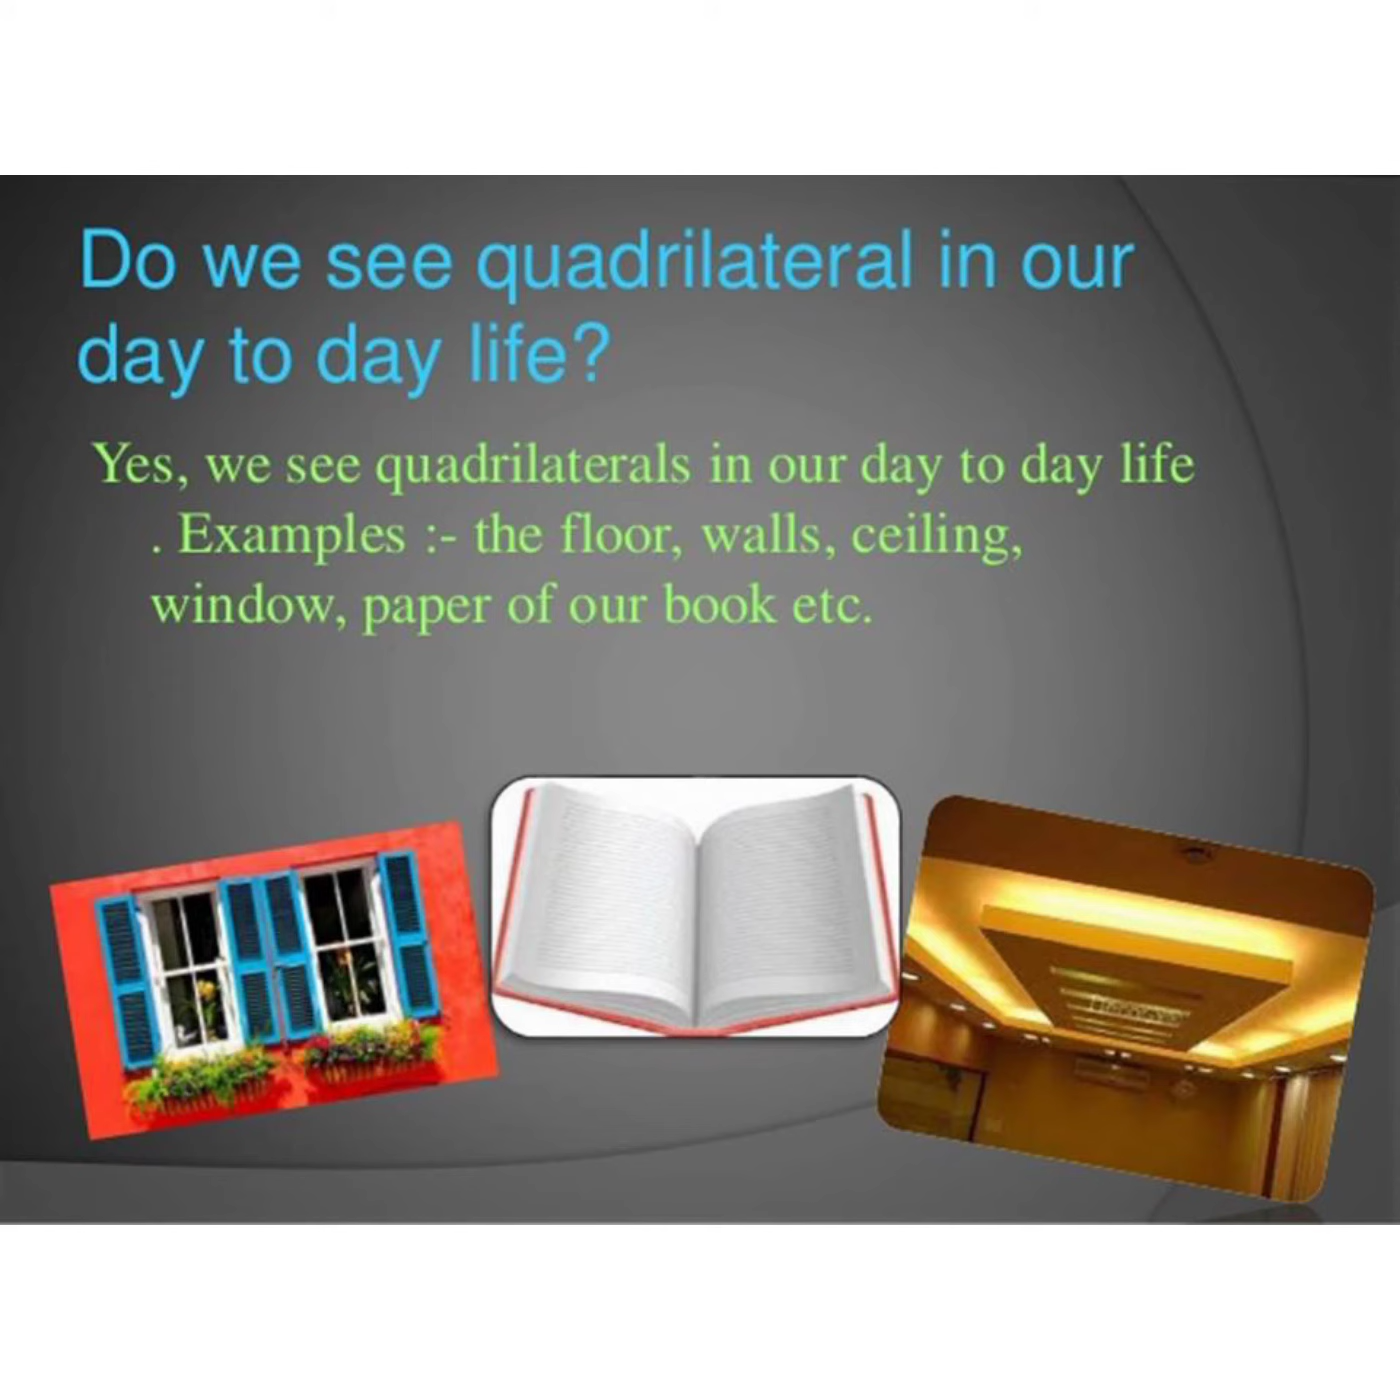 Do we see quadrilateral in our
day to day life?
Yes, we see quadrilaterals in our day to day life
. Examples :- the floor, walls, ceiling,
window, paper of our book etc.